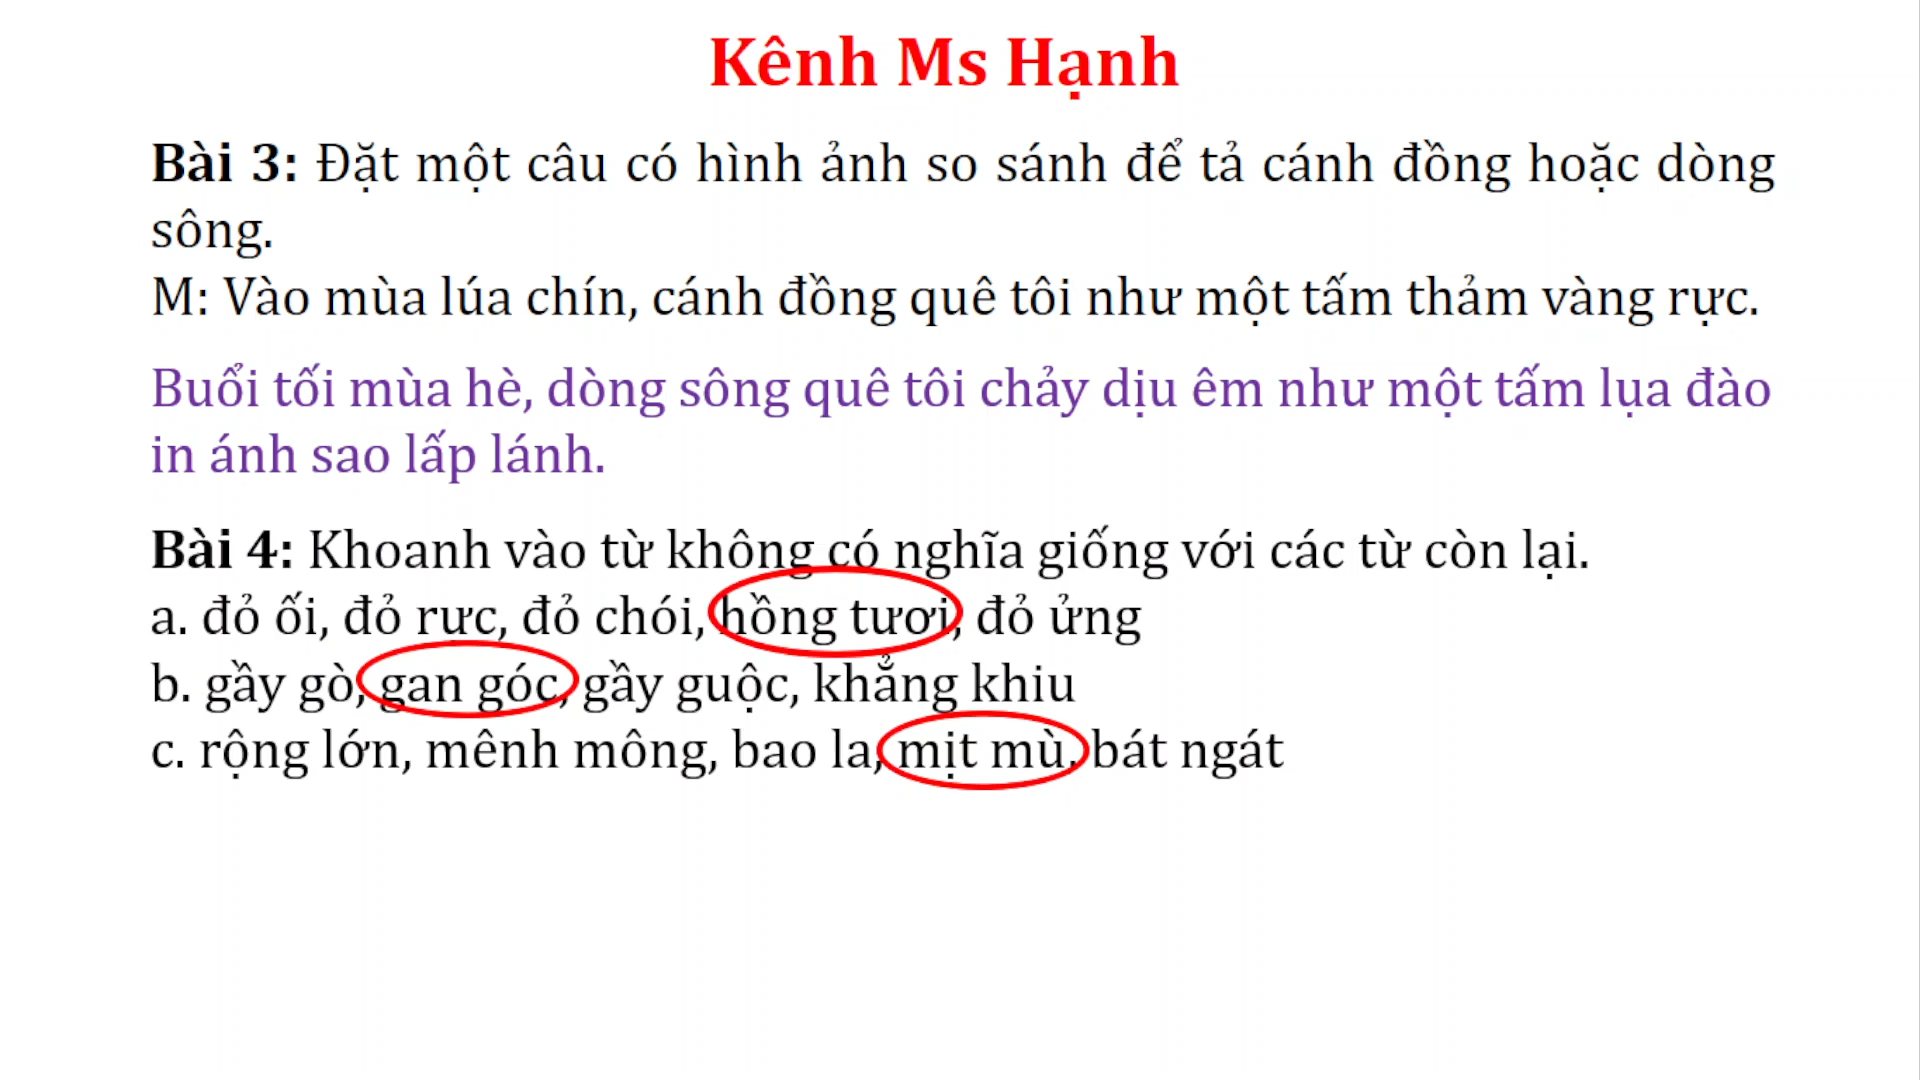 Kênh Ms Hạnh
Bài 3: Đặt một câu có hình ảnh so sánh để tả cánh đồng hoặc dòng
sông.
M: Vào mùa lúa chín, cánh đồng quê tôi như một tấm thảm vàng rực.
Buổi tối mùa hè, dòng sông quê tôi chảy dịu êm như một tấm lụa đào
in ánh sao lấp lánh.
Bài 4: Khoanh vào từ không có nghĩa giống với các từ còn lại.
a. đỏ ối, đỏ rực, đỏ chói, hồng tươi, đỏ ửng
b. gầy gò, gan góc, gầy guộc, khẳng khiu
c. rộng lớn, mênh mông, bao la, mịt mù, bát ngát